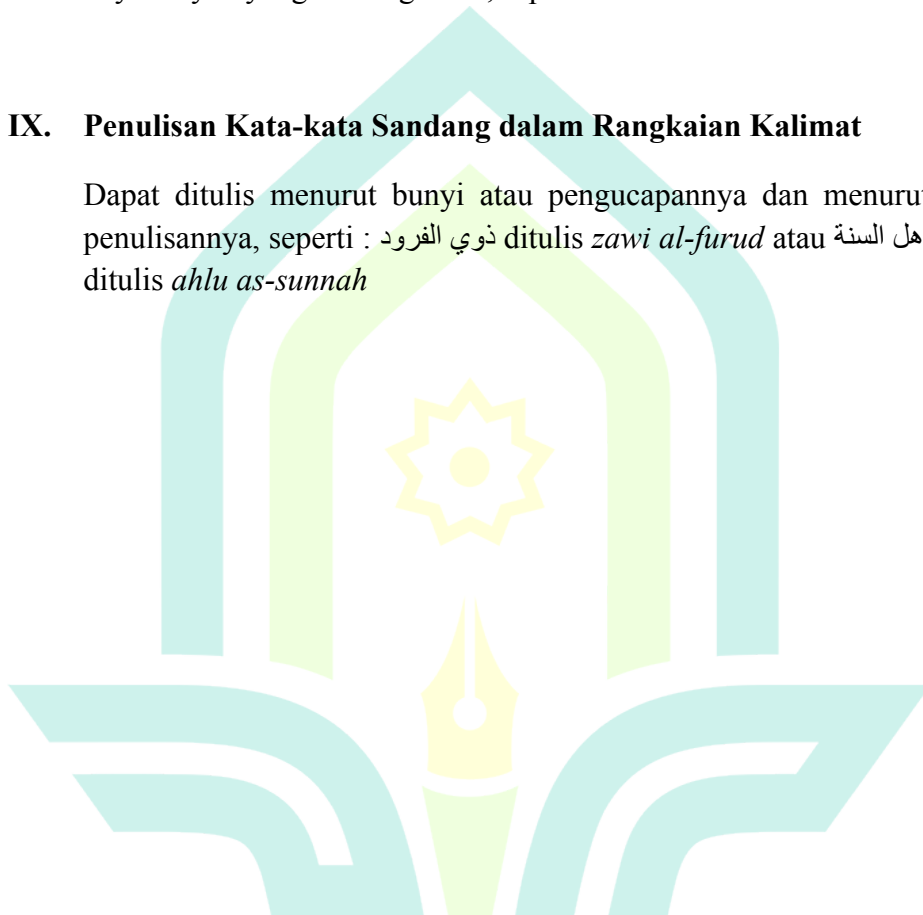 IX. Penulisan Kata-kata Sandang dalam Rangkaian Kalimat
Dapat ditulis menurut bunyi atau pengucapannya dan menurut
penulisannya, seperti : ذوي الفرود ditulis zawi al-furud atau هل السنة
ditulis ahlu as-sunnah